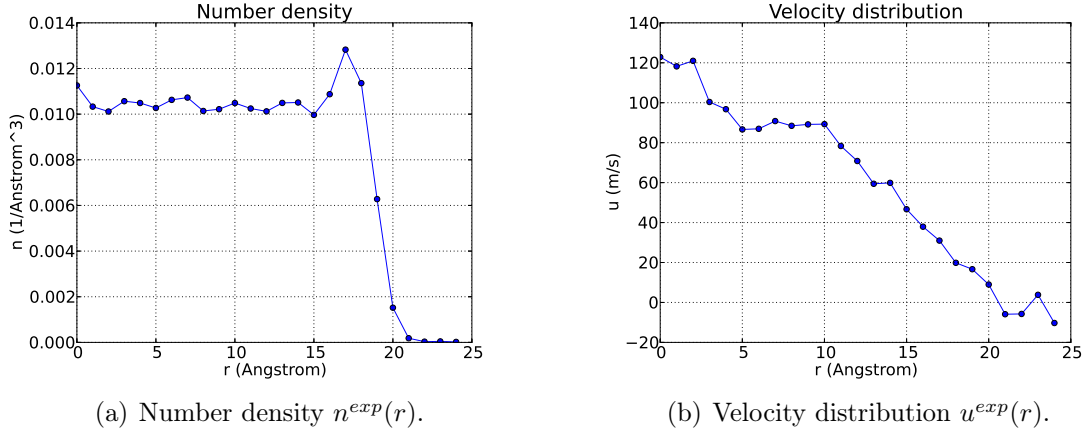 Number density
0.014
0.012
0.010
0.008
0.006
0.004
0.002
0.000
n (1/Anstrom^3)
0 5 10 15 20 25
r (Angstrom)
(a) Number density n^{exp}(r).
Velocity distribution
140
120
100
80
60
40
20
0
−20
u (m/s)
0 5 10 15 20 25
r (Angstrom)
(b) Velocity distribution u^{exp}(r).